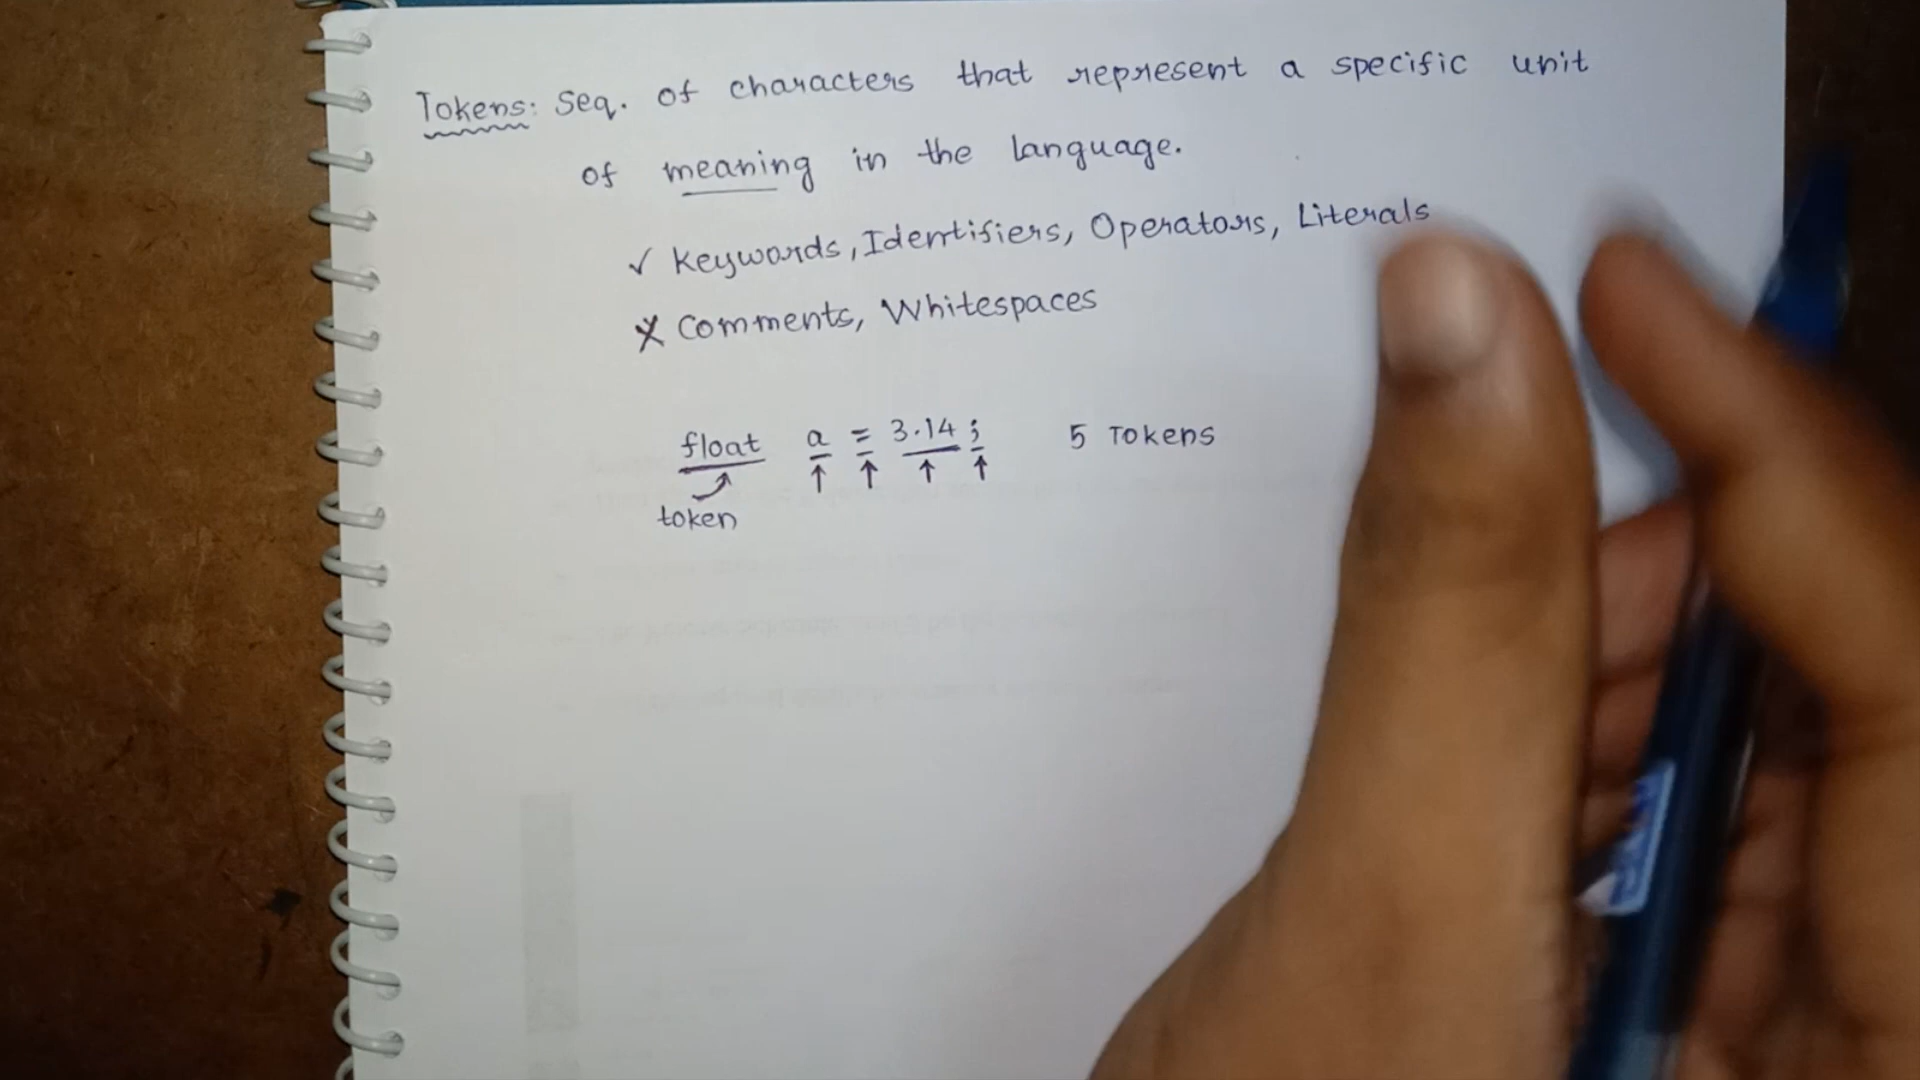 Tokens: Seq. of characters that represent a specific unit
of meaning in the language.
✓ Keywords, Identifiers, Operators, Literals
✗ Comments, Whitespaces
float a = 3.14 ; 5 Tokens
token